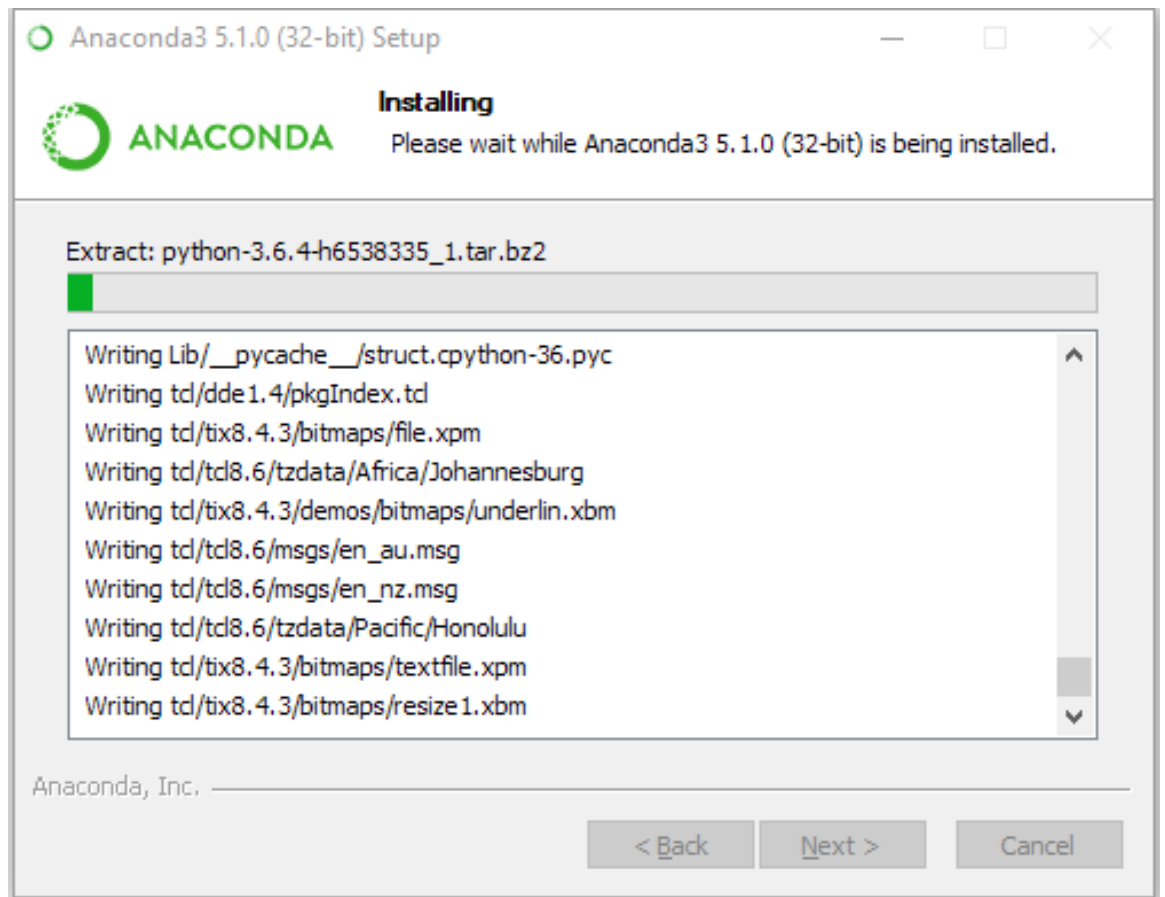 Anaconda3 5.1.0 (32-bit) Setup
ANACONDA
Installing
Please wait while Anaconda3 5.1.0 (32-bit) is being installed.
Extract: python-3.6.4-h6538335_1.tar.bz2
Writing Lib/__pycache__/struct.cpython-36.pyc
Writing tcl/dde1.4/pkgIndex.tcl
Writing tcl/tix8.4.3/bitmaps/file.xpm
Writing tcl/tcl8.6/tzdata/Africa/Johannesburg
Writing tcl/tix8.4.3/demos/bitmaps/underlin.xbm
Writing tcl/tcl8.6/msgs/en_au.msg
Writing tcl/tcl8.6/msgs/en_nz.msg
Writing tcl/tcl8.6/tzdata/Pacific/Honolulu
Writing tcl/tix8.4.3/bitmaps/textfile.xpm
Writing tcl/tix8.4.3/bitmaps/resize1.xbm
Anaconda, Inc.
< Back Next > Cancel